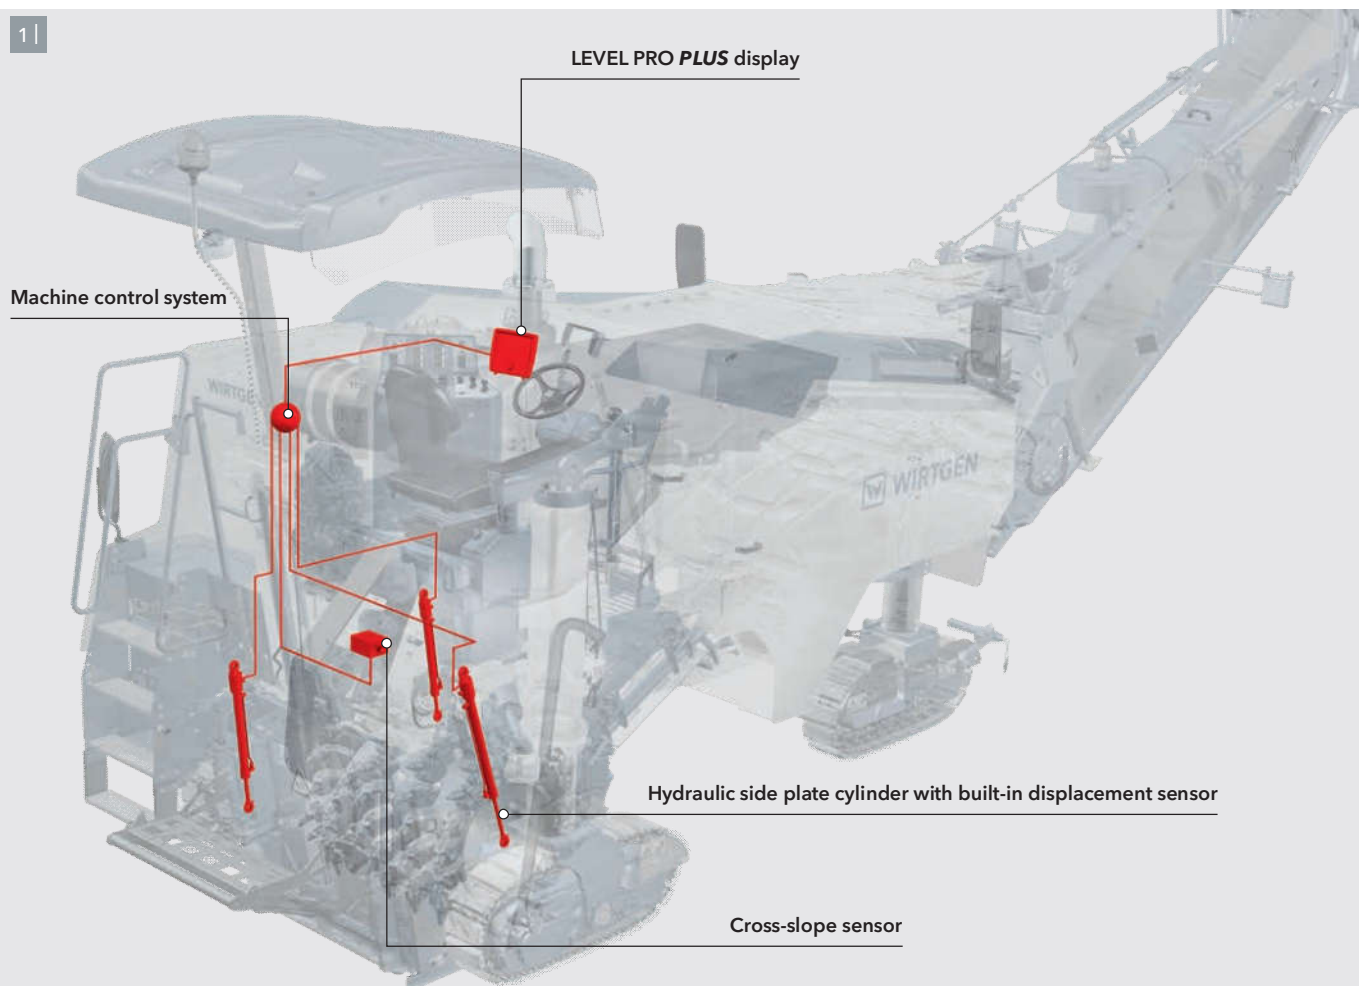 1 |
LEVEL PRO PLUS display
Machine control system
WIRTGEN
WIRTGEN
Hydraulic side plate cylinder with built-in displacement sensor
Cross-slope sensor